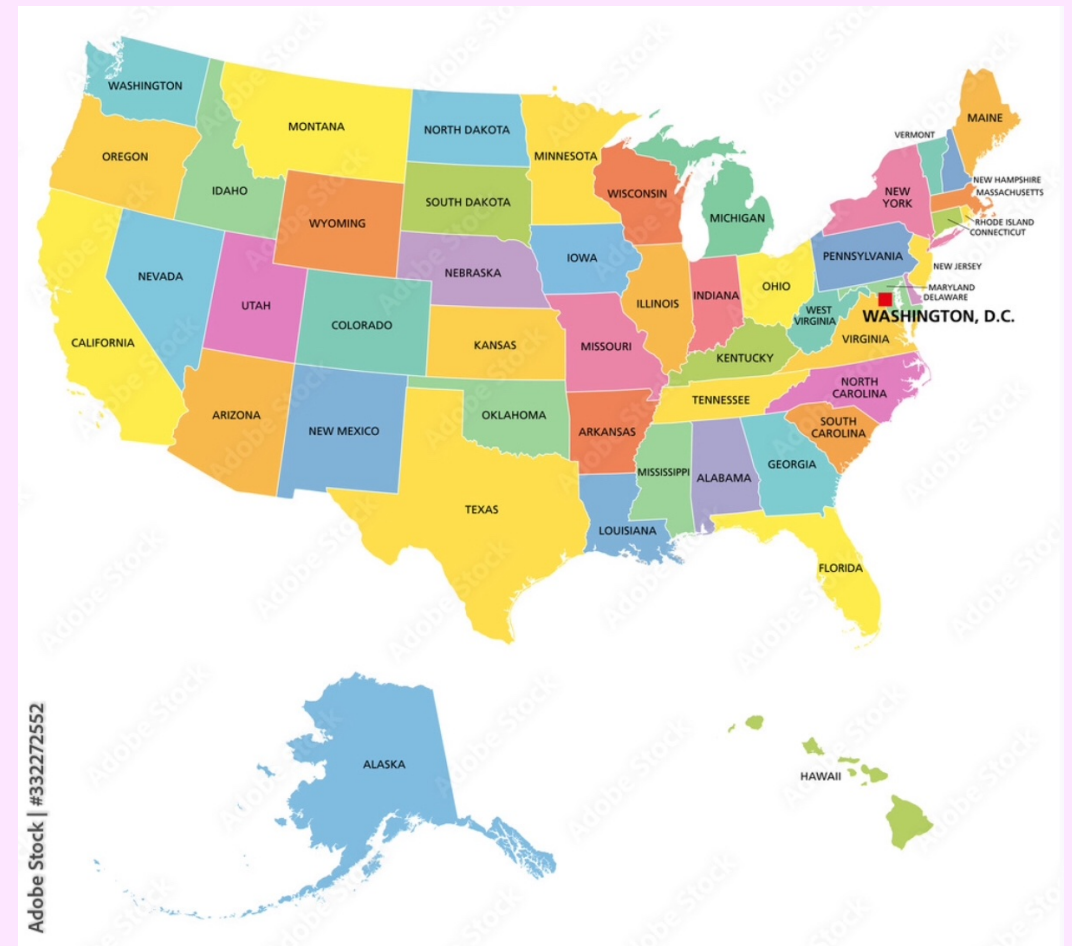 WASHINGTON
MONTANA
NORTH DAKOTA
MINNESOTA
MAINE
VERMONT
OREGON
IDAHO
SOUTH DAKOTA
WISCONSIN
MICHIGAN
NEW
YORK
NEW HAMPSHIRE
MASSACHUSETTS
RHODE ISLAND
CONNECTICUT
WYOMING
NEVADA
UTAH
COLORADO
NEBRASKA
IOWA
ILLINOIS
INDIANA
OHIO
PENNSYLVANIA
NEW JERSEY
MARYLAND
DELAWARE
WASHINGTON, D.C.
WEST
VIRGINIA
VIRGINIA
CALIFORNIA
KANSAS
MISSOURI
KENTUCKY
NORTH
CAROLINA
TENNESSEE
ARIZONA
NEW MEXICO
OKLAHOMA
ARKANSAS
SOUTH
CAROLINA
MISSISSIPPI
ALABAMA
GEORGIA
TEXAS
LOUISIANA
FLORIDA
ALASKA
HAWAII
Adobe Stock | #332272552
Adobe Stock